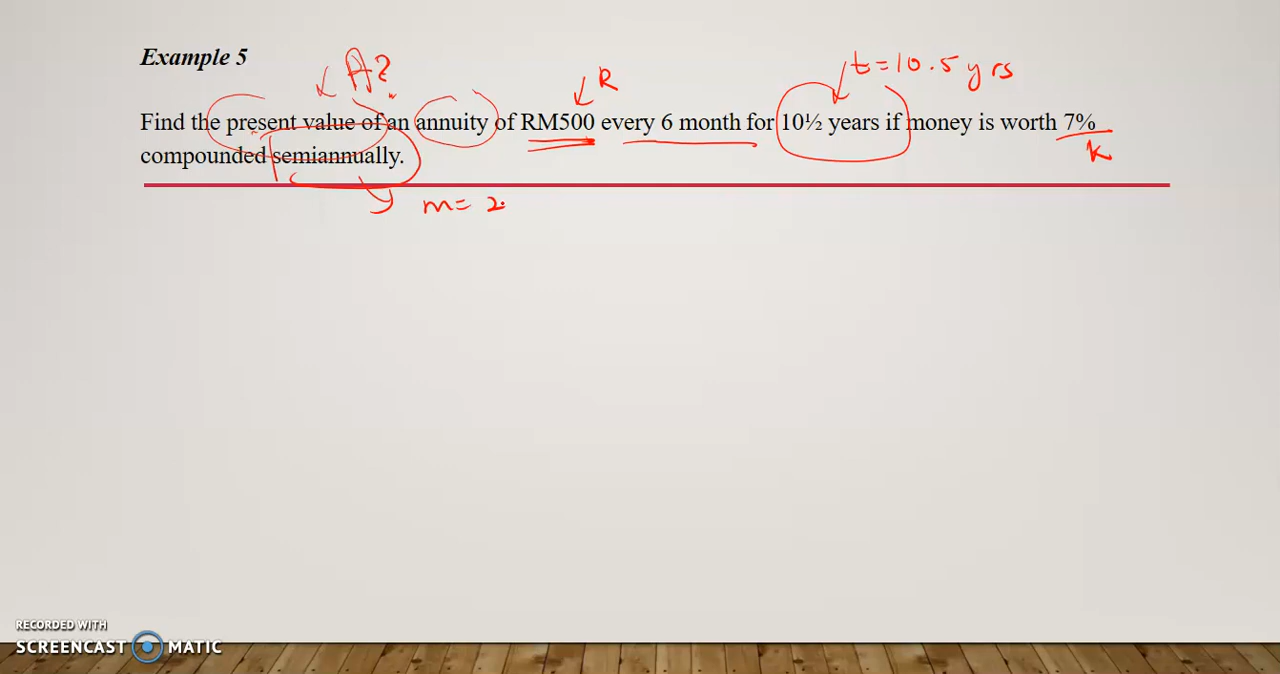 Example 5
A?
R
t = 10.5 yrs
Find the present value of an annuity of RM500 every 6 month for 10½ years if money is worth 7%
compounded semiannually.
k
m = 2
RECORDED WITH
SCREENCAST MATIC